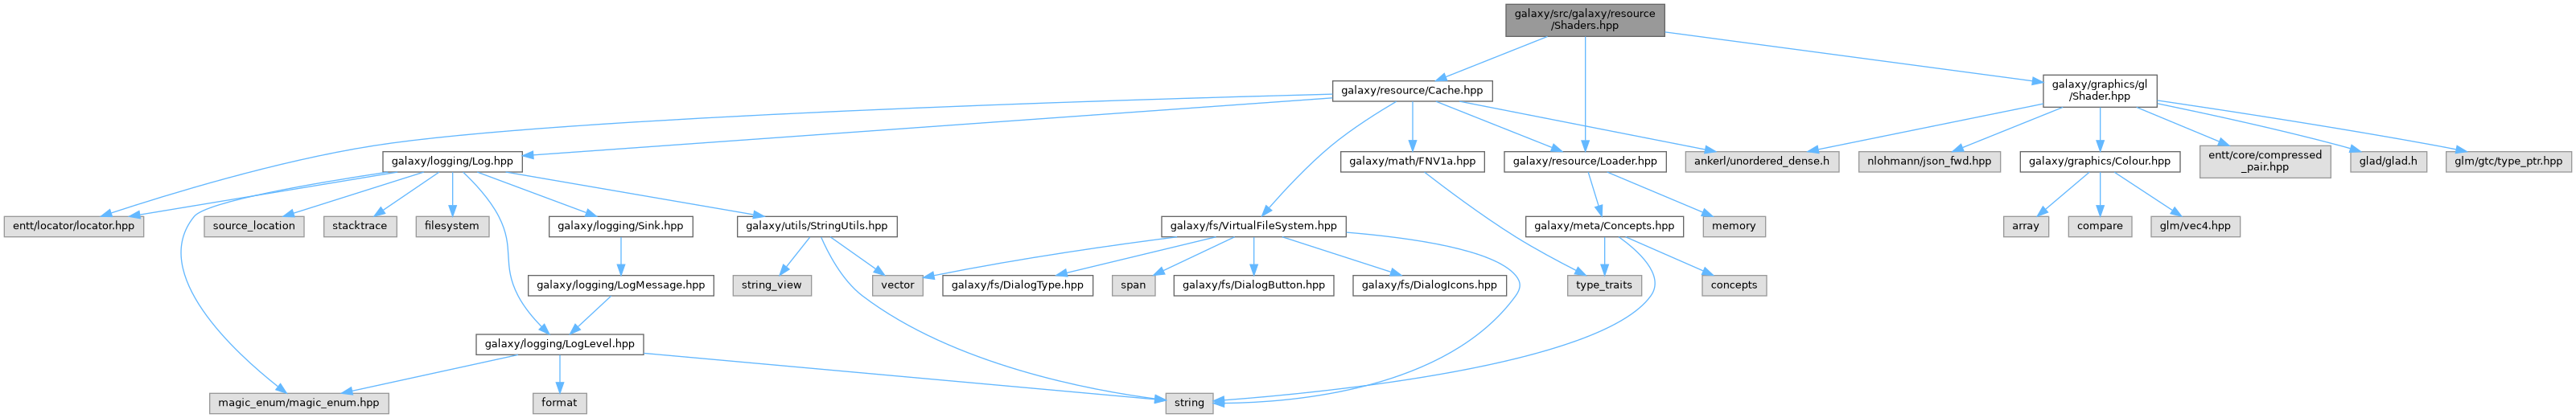 galaxy/src/galaxy/resource
/Shaders.hpp
galaxy/resource/Cache.hpp
galaxy/graphics/gl
/Shader.hpp
galaxy/logging/Log.hpp
galaxy/math/FNV1a.hpp
galaxy/resource/Loader.hpp
ankerl/unordered_dense.h
nlohmann/json_fwd.hpp
galaxy/graphics/Colour.hpp
entt/core/compressed
_pair.hpp
glad/glad.h
glm/gtc/type_ptr.hpp
entt/locator/locator.hpp
source_location
stacktrace
filesystem
galaxy/logging/Sink.hpp
galaxy/utils/StringUtils.hpp
galaxy/fs/VirtualFileSystem.hpp
galaxy/meta/Concepts.hpp
memory
array
compare
glm/vec4.hpp
galaxy/logging/LogMessage.hpp
string_view
vector
galaxy/fs/DialogType.hpp
span
galaxy/fs/DialogButton.hpp
galaxy/fs/DialogIcons.hpp
type_traits
concepts
galaxy/logging/LogLevel.hpp
magic_enum/magic_enum.hpp
format
string